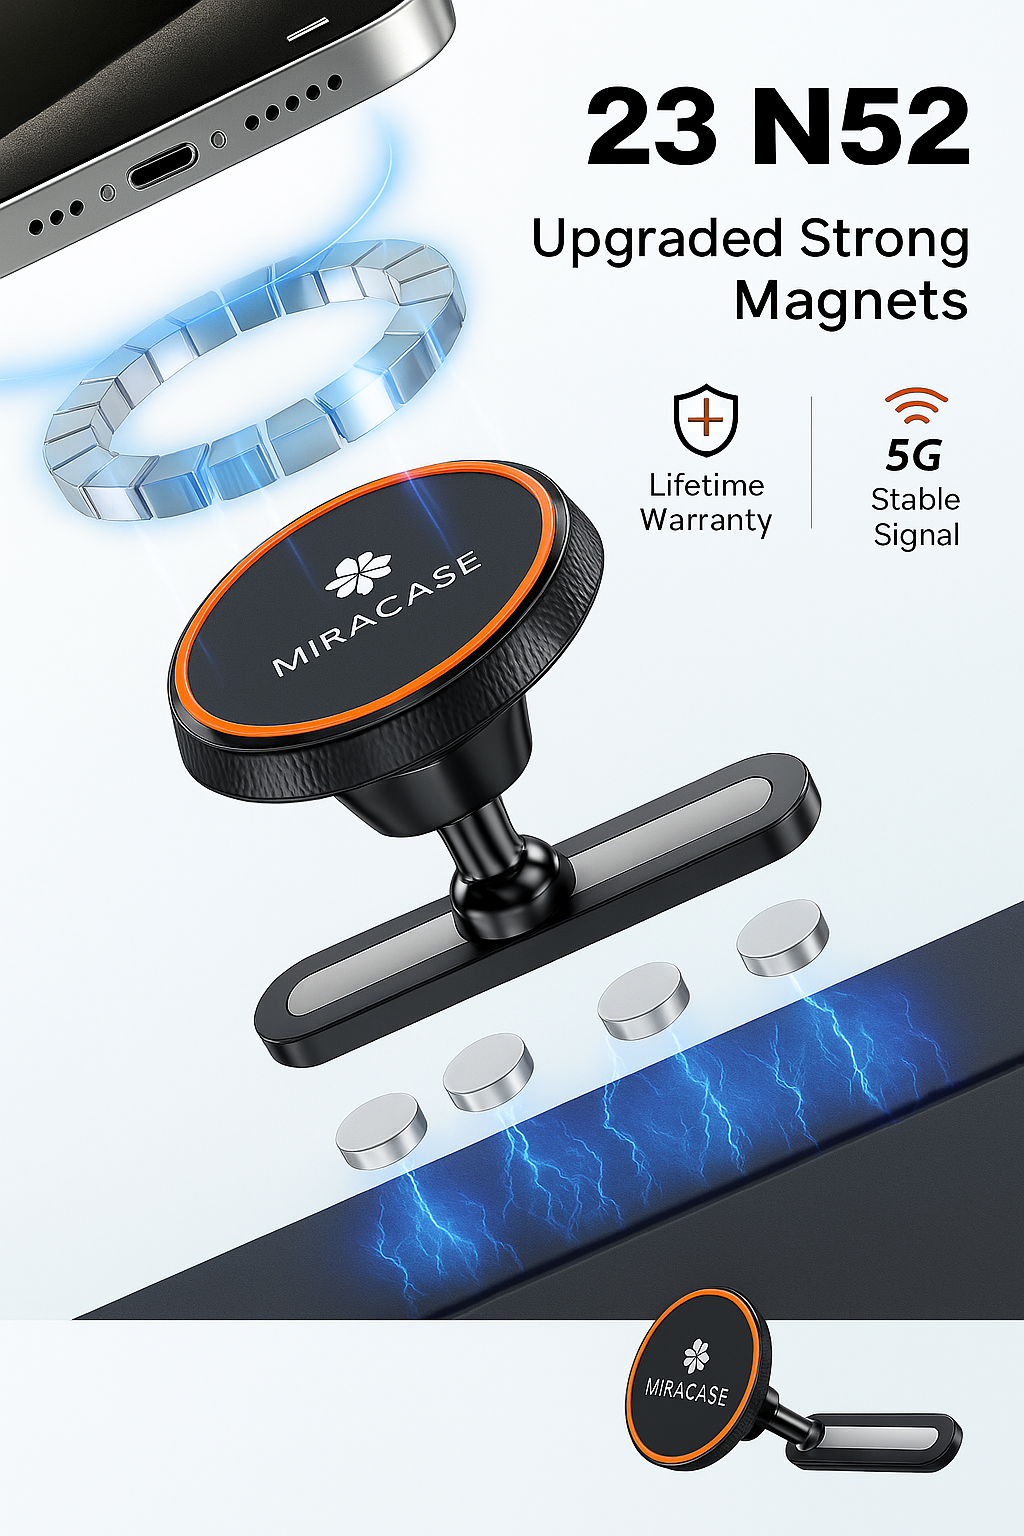 23 N52
Upgraded Strong
Magnets
Lifetime
Warranty
5G
Stable
Signal
MIRACASE
MIRACASE